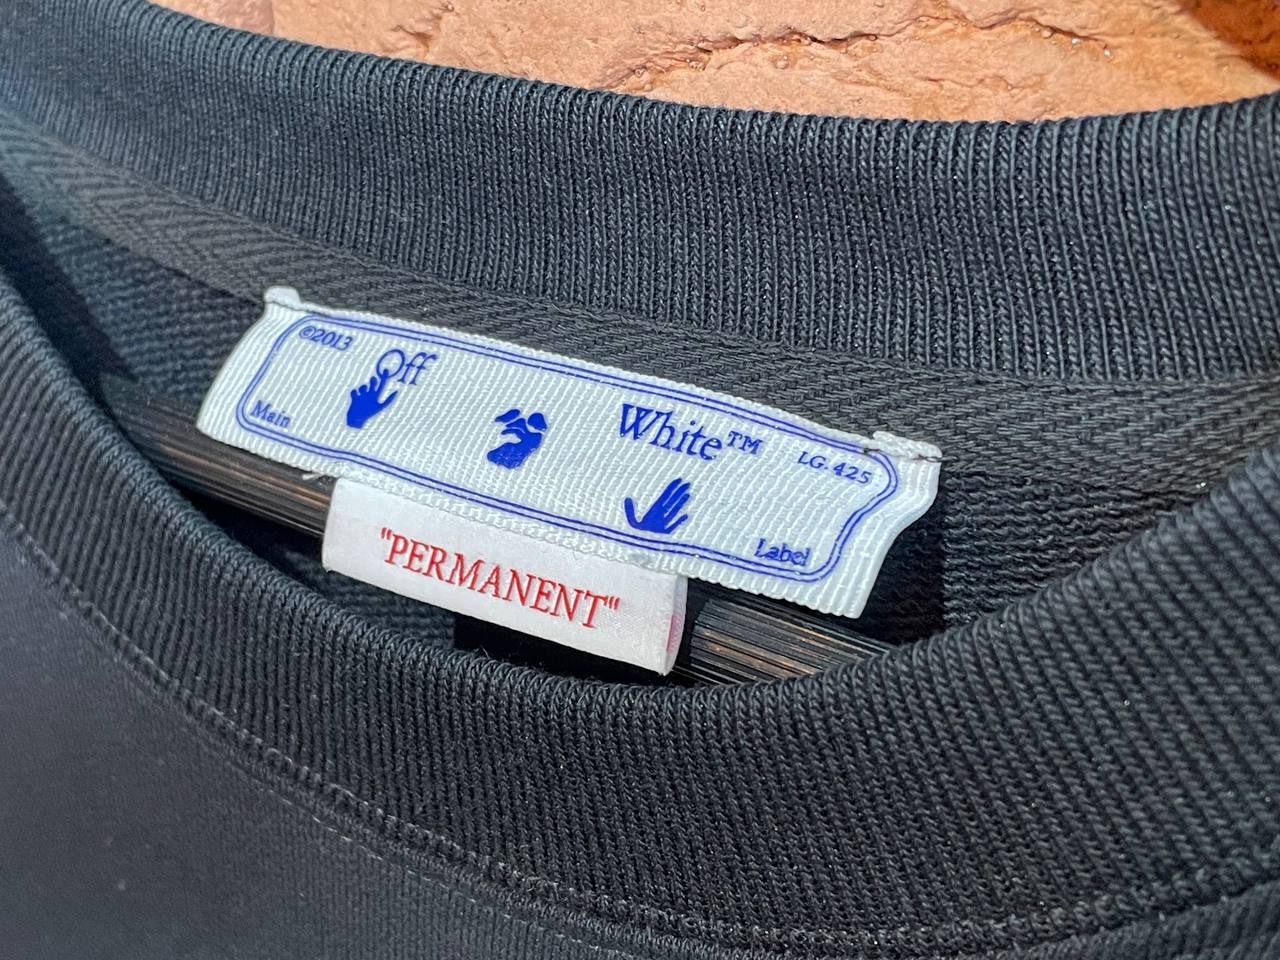 ©2013
Off
White™
LG. 425
Main
Label
"PERMANENT"